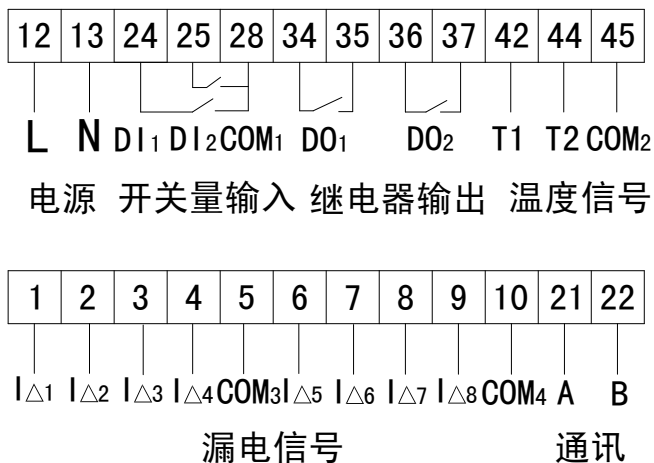 12 13 24 25 28 34 35 36 37 42 44 45
L N DI1 DI2 COM1 DO1 DO2 T1 T2 COM2
电源 开关量输入 继电器输出 温度信号
1 2 3 4 5 6 7 8 9 10 21 22
I△1 I△2 I△3 I△4 COM3 I△5 I△6 I△7 I△8 COM4 A B
漏电信号 通讯